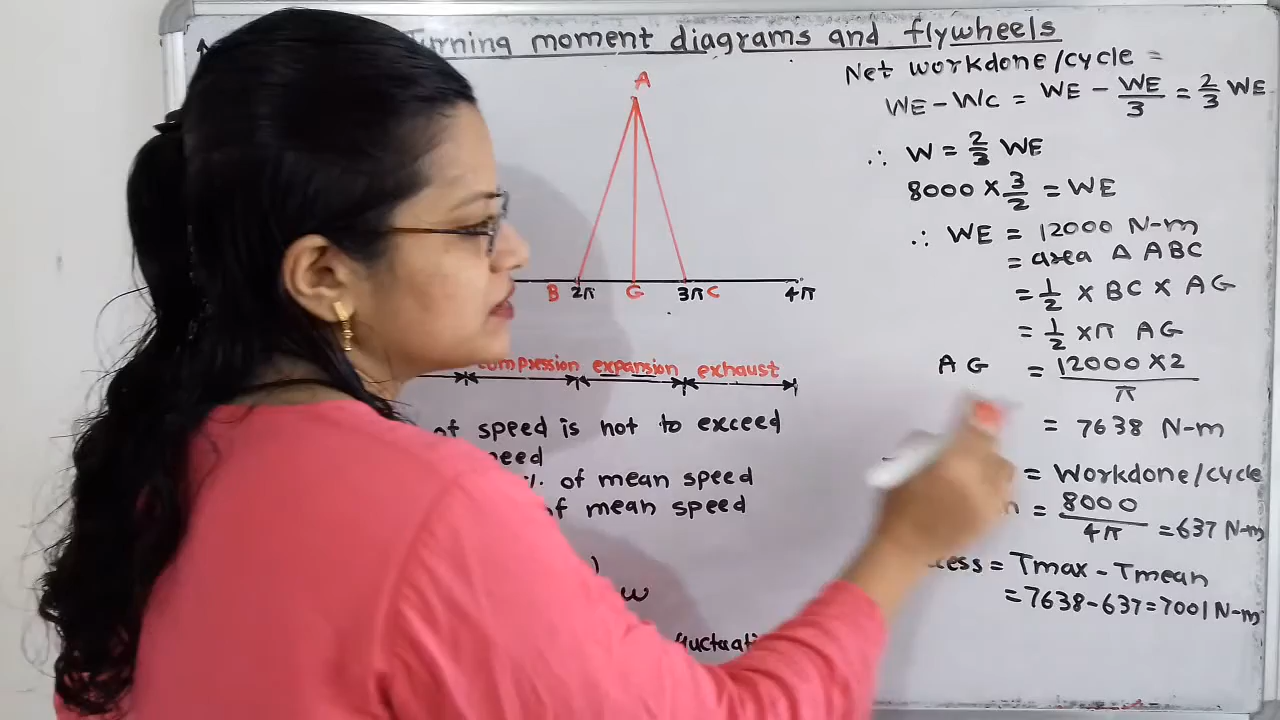 Turning moment diagrams and flywheels
A
B 2π G 3π C 4π
compression expansion exhaust
of speed is not to exceed
speed
%. of mean speed
of mean speed
)
ω
Net workdone/cycle =
WE - WC = WE - WE/3 = 2/3 WE
∴ W = 2/3 WE
8000 × 3/2 = WE
∴ WE = 12000 N-m
= area Δ ABC
= 1/2 × BC × AG
= 1/2 × π AG
AG = 12000 × 2 / π
= 7638 N-m
= Workdone/cycle
= 8000 / 4π = 637 N-m
= Tmax - Tmean
= 7638 - 637 = 7001 N-m